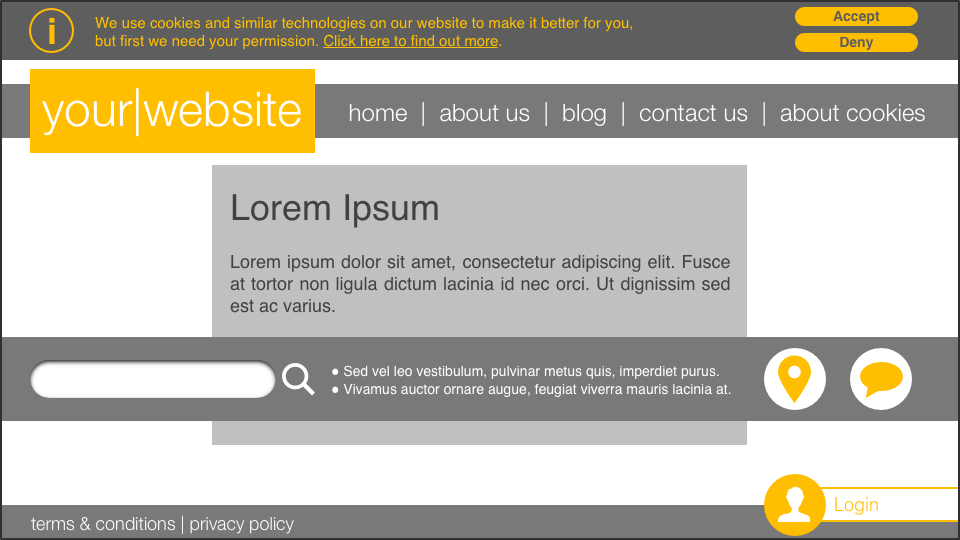 We use cookies and similar technologies on our website to make it better for you,
but first we need your permission. Click here to find out more.
Accept
Deny
your|website
home | about us | blog | contact us | about cookies
Lorem Ipsum
Lorem ipsum dolor sit amet, consectetur adipiscing elit. Fusce
at tortor non ligula dictum lacinia id nec orci. Ut dignissim sed
est ac varius.
● Sed vel leo vestibulum, pulvinar metus quis, imperdiet purus.
● Vivamus auctor ornare augue, feugiat viverra mauris lacinia at.
Login
terms & conditions | privacy policy